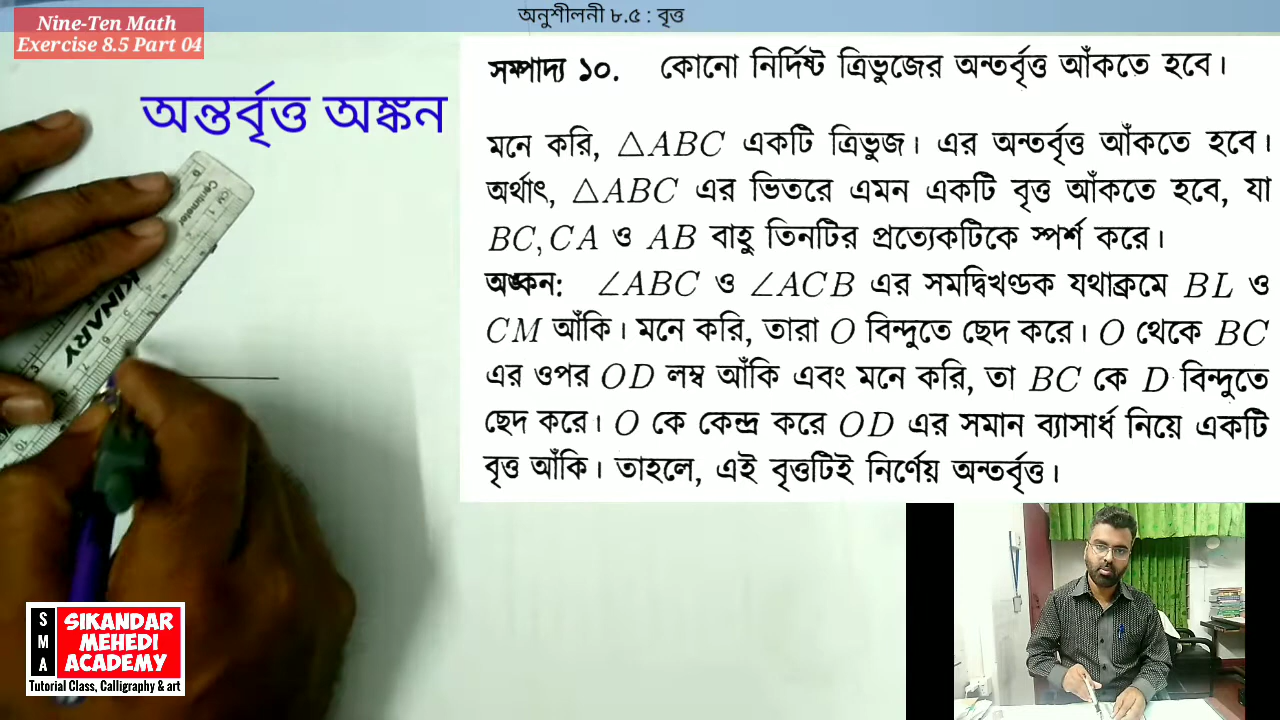 অনুশীলনী ৮.৫ : বৃত্ত
Nine-Ten Math
Exercise 8.5 Part 04
অন্তর্বৃত্ত অঙ্কন
সম্পাদ্য ১০. কোনো নির্দিষ্ট ত্রিভুজের অন্তর্বৃত্ত আঁকতে হবে।
মনে করি, △ABC একটি ত্রিভুজ। এর অন্তর্বৃত্ত আঁকতে হবে।
অর্থাৎ, △ABC এর ভিতরে এমন একটি বৃত্ত আঁকতে হবে, যা
BC, CA ও AB বাহু তিনটির প্রত্যেকটিকে স্পর্শ করে।
অঙ্কন: ∠ABC ও ∠ACB এর সমদ্বিখণ্ডক যথাক্রমে BL ও
CM আঁকি। মনে করি, তারা O বিন্দুতে ছেদ করে। O থেকে BC
এর ওপর OD লম্ব আঁকি এবং মনে করি, তা BC কে D বিন্দুতে
ছেদ করে। O কে কেন্দ্র করে OD এর সমান ব্যাসার্ধ নিয়ে একটি
বৃত্ত আঁকি। তাহলে, এই বৃত্তটিই নির্ণেয় অন্তর্বৃত্ত।
Centimeter
KINARY
SMA
SIKANDAR
MEHEDI
ACADEMY
Tutorial Class, Calligraphy & art